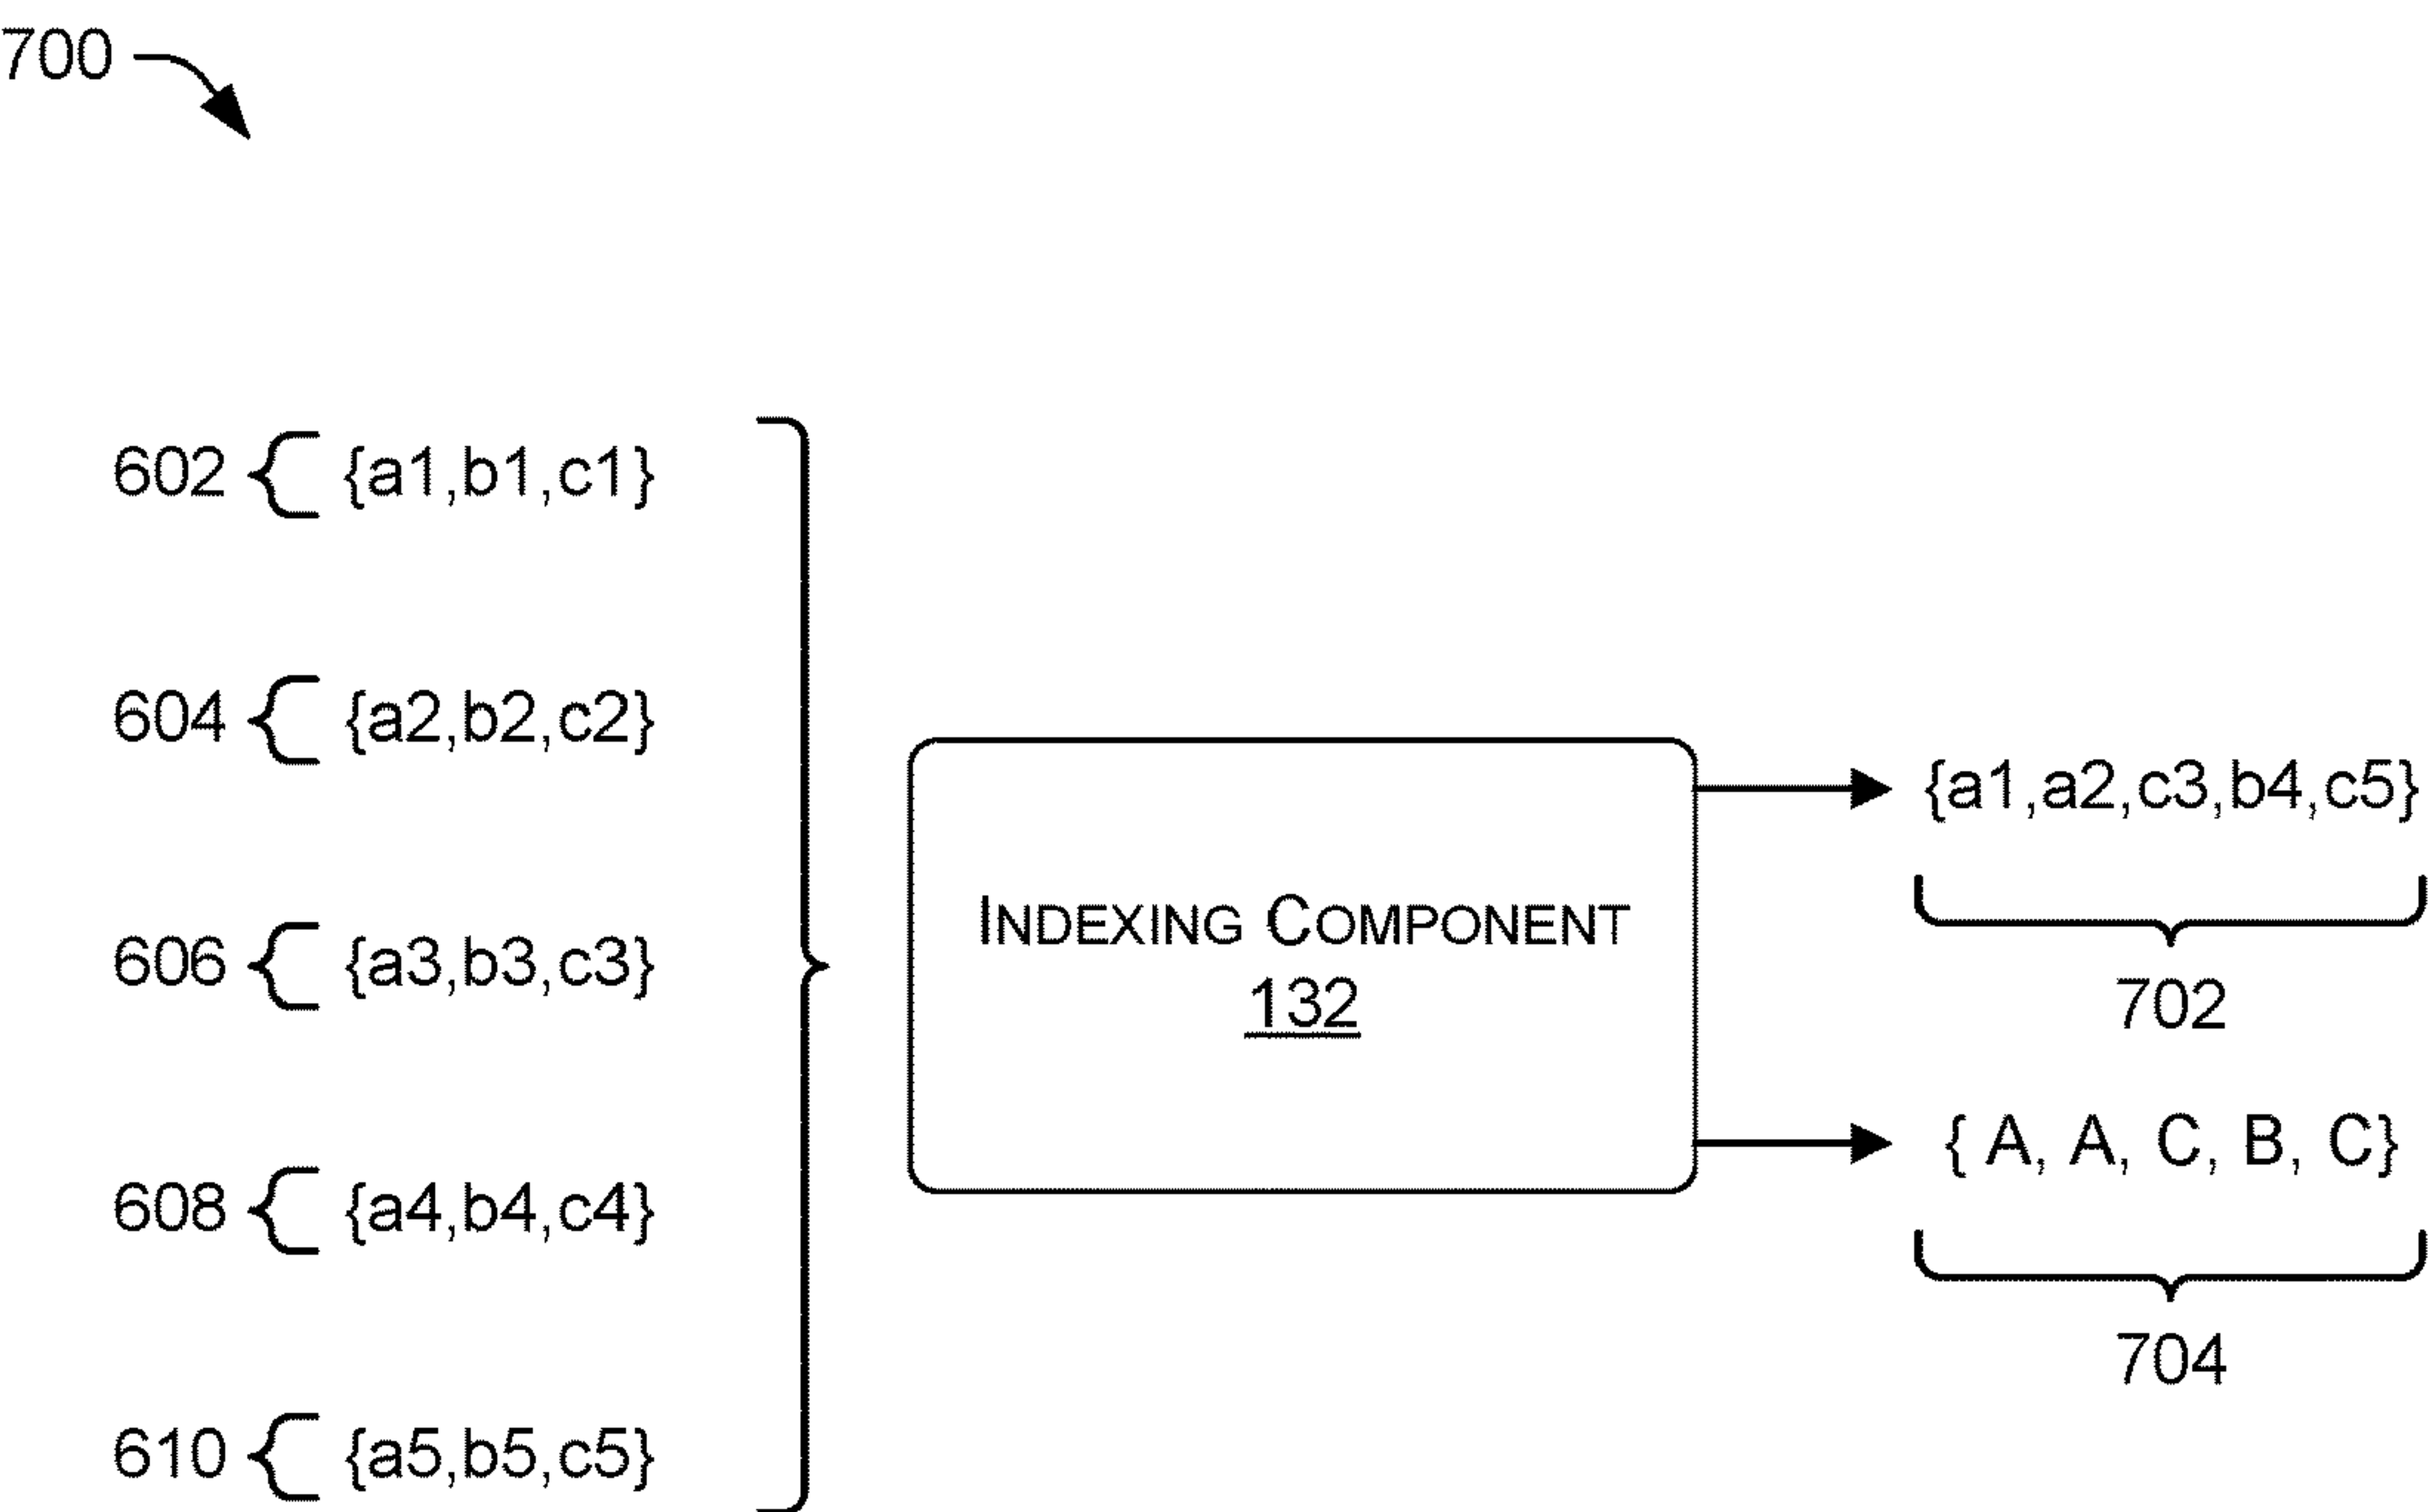 700
602 {a1,b1,c1}
604 {a2,b2,c2}
606 {a3,b3,c3}
608 {a4,b4,c4}
610 {a5,b5,c5}
INDEXING COMPONENT
132
{a1,a2,c3,b4,c5}
702
{ A, A, C, B, C}
704